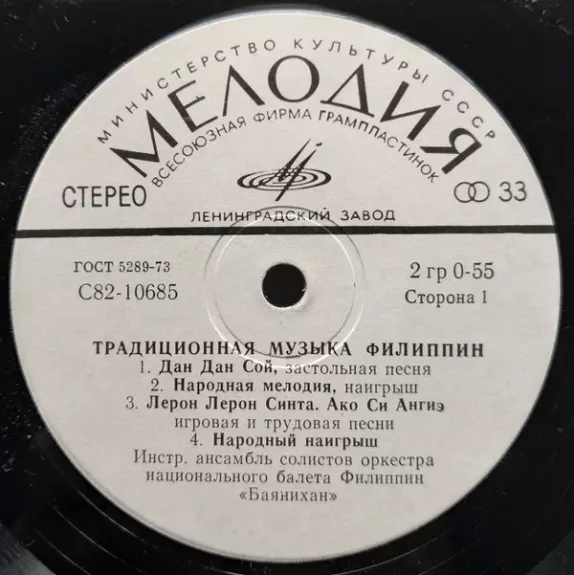 МИНИСТЕРСТВО КУЛЬТУРЫ СССР
МЕЛОДИЯ
ВСЕСОЮЗНАЯ ФИРМА ГРАМПЛАСТИНОК
СТЕРЕО
33
ЛЕНИНГРАДСКИЙ ЗАВОД
ГОСТ 5289-73
2 гр 0-55
С82-10685
Сторона 1
ТРАДИЦИОННАЯ МУЗЫКА ФИЛИППИН
1. Дан Дан Сой, застольная песня
2. Народная мелодия, наигрыш
3. Лерон Лерон Синта. Ако Си Ангиэ
игровая и трудовая песни
4. Народный наигрыш
Инстр. ансамбль солистов оркестра
национального балета Филиппин
«Баянихан»